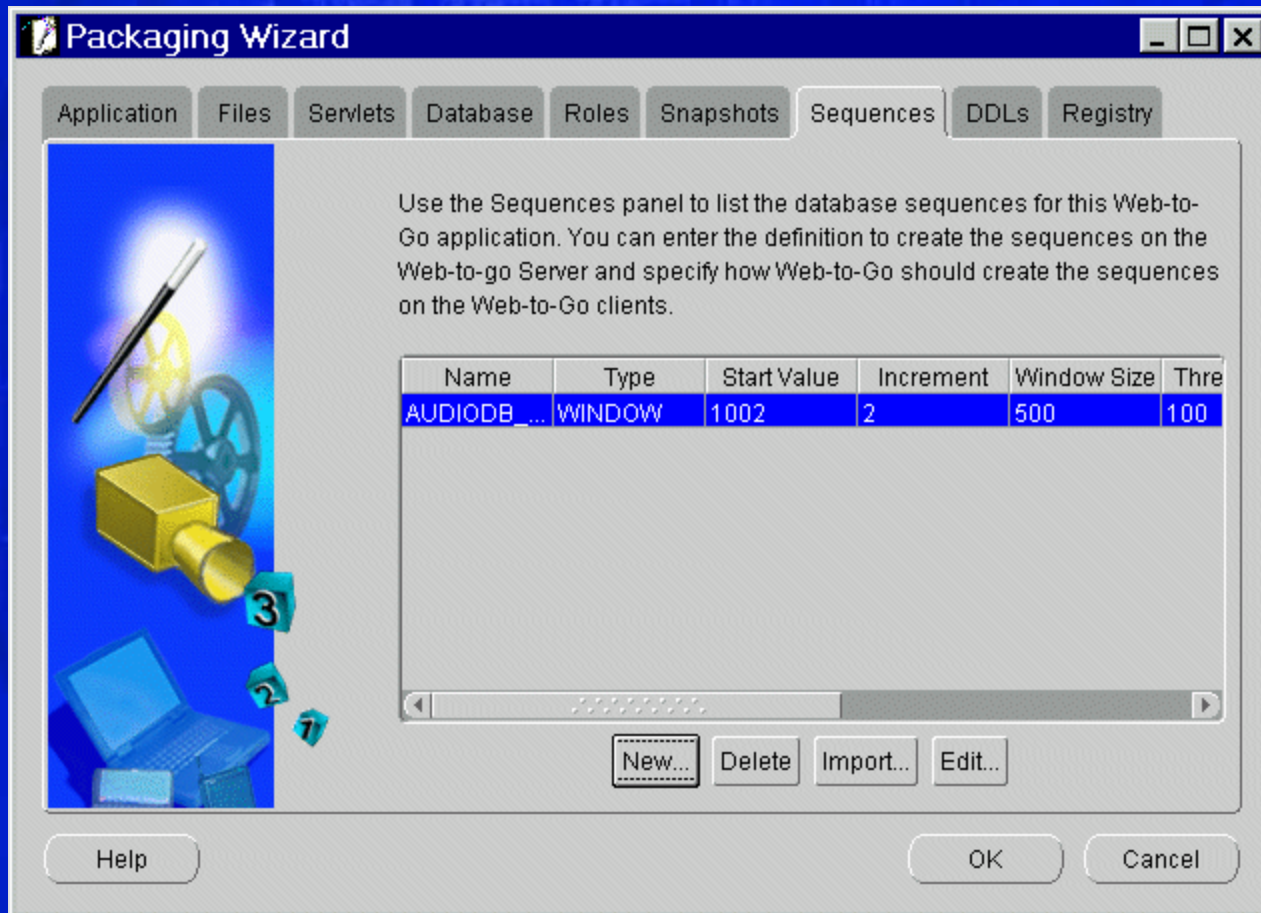 Packaging Wizard
Application Files Servlets Database Roles Snapshots Sequences DDLs Registry
Use the Sequences panel to list the database sequences for this Web-to-
Go application. You can enter the definition to create the sequences on the
Web-to-go Server and specify how Web-to-Go should create the sequences
on the Web-to-Go clients.
Name Type Start Value Increment Window Size Thre
AUDIODB_... WINDOW 1002 2 500 100
3
2
1
New... Delete Import... Edit...
Help OK Cancel